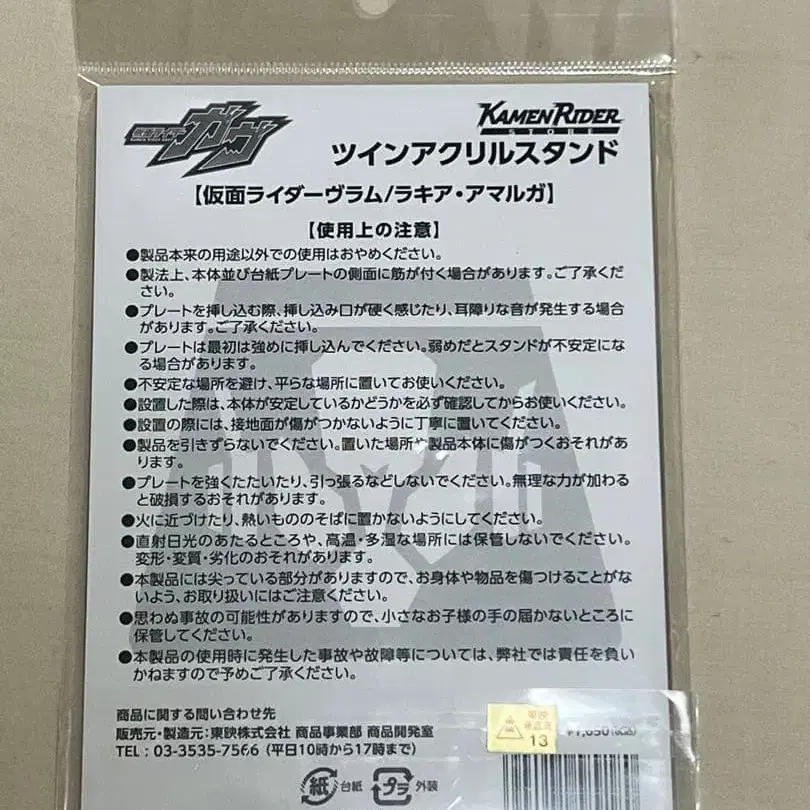 仮面ライダー
KAMEN RIDER GAVV
ガヴ
KAMEN RIDER
STORE
ツインアクリルスタンド
【仮面ライダーヴラム/ラキア・アマルガ】
【使用上の注意】
●製品本来の用途以外での使用はおやめください。
●製法上、本体並び台紙プレートの側面に筋が付く場合があります。ご了承くだ
さい。
●プレートを挿し込む際、挿し込み口が硬く感じたり、耳障りな音が発生する場合
があります。ご了承ください。
●プレートは最初は強めに挿し込んでください。弱めだとスタンドが不安定にな
る場合があります。
●不安定な場所を避け、平らな場所に置いてお使いください。
●設置した際は、本体が安定しているかどうかを必ず確認してからお使いください。
●設置の際には、接地面が傷がつかないように丁寧に置いてください。
●製品を引きずらないでください。置いた場所や製品本体に傷がつくおそれがあ
ります。
●プレートを強くたたいたり、引っ張るなどしないでください。無理な力が加わる
と破損するおそれがあります。
●火に近づけたり、熱いもののそばに置かないようにしてください。
●直射日光のあたるところや、高温・多湿な場所には保管しないでください。
変形・変質・劣化のおそれがあります。
●本製品には尖っている部分がありますので、お身体や物品を傷つけることがな
いよう、お取り扱いにはご注意ください。
●思わぬ事故の可能性がありますので、小さなお子様の手の届かないところに
保管してください。
●本製品の使用時に発生した事故や故障等については、弊社では責任を負い
かねますので予めご了承ください。
商品に関する問い合わせ先
販売元・製造元:東映株式会社 商品事業部 商品開発室
TEL : 03-3535-7566 (平日10時から17時まで)
13
紙 台紙 プラ 外装